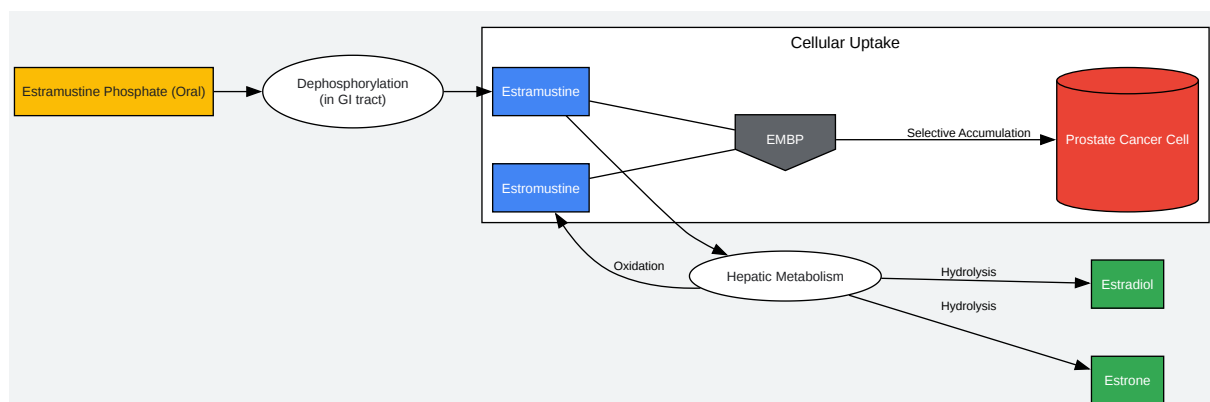 Cellular Uptake
Estramustine Phosphate (Oral)
Dephosphorylation
(in GI tract)
Estramustine
EMBP
Selective Accumulation
Prostate Cancer Cell
Estromustine
Oxidation
Hepatic Metabolism
Hydrolysis
Estradiol
Hydrolysis
Estrone